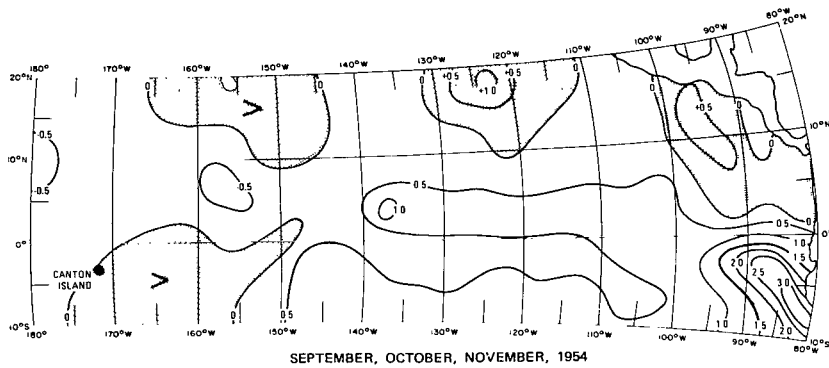 180° 170°W 160°W 150°W 140°W 130°W 120°W 110°W 100°W 90°W 80°W
20°N 20°N
0 0 0 +0.5 +0.5 0 0
+1.0
-0.5 +0.5 0
10°N 10°N
-0.5 0.5 0.5 0
1.0
0.5 0
0° 0°
1.0
CANTON 2.0 1.5
ISLAND 2.5
3.0
0 0 0.5
10°S 1.0 1.5 2.0 10°S
180° 170°W 160°W 150°W 140°W 130°W 120°W 110°W 100°W 90°W 80°W
SEPTEMBER, OCTOBER, NOVEMBER, 1954